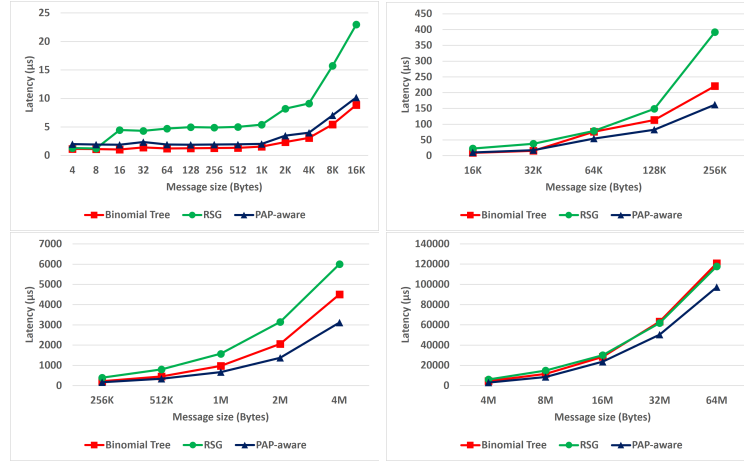 25
20
15
10
5
0
Latency (μs)
4 8 16 32 64 128 256 512 1K 2K 4K 8K 16K
Message size (Bytes)
Binomial Tree RSG PAP-aware
450
400
350
300
250
200
150
100
50
0
Latency (μs)
16K 32K 64K 128K 256K
Message size (Bytes)
Binomial Tree RSG PAP-aware
7000
6000
5000
4000
3000
2000
1000
0
Latency (μs)
256K 512K 1M 2M 4M
Message size (Bytes)
Binomial Tree RSG PAP-aware
140000
120000
100000
80000
60000
40000
20000
0
Latency (μs)
4M 8M 16M 32M 64M
Message size (Bytes)
Binomial Tree RSG PAP-aware